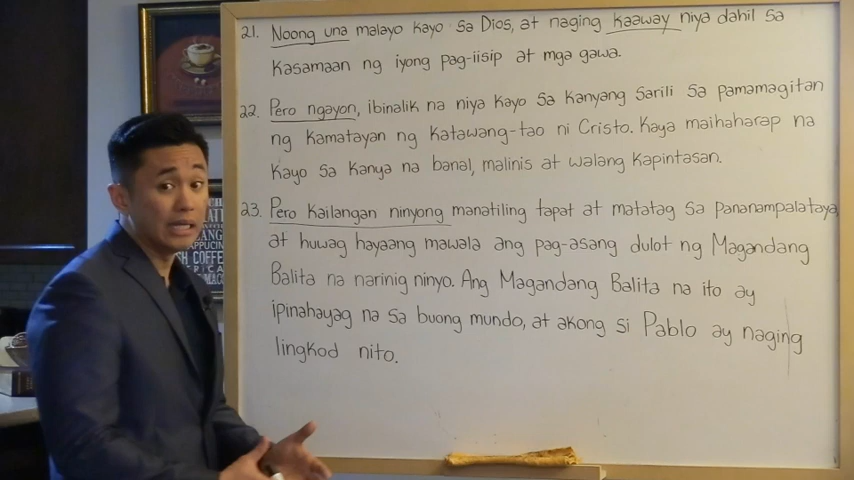 21. Noong una malayo kayo sa Dios, at naging kaaway niya dahil sa
kasamaan ng iyong pag-iisip at mga gawa.
22. Pero ngayon, ibinalik na niya kayo sa kanyang sarili sa pamamagitan
ng kamatayan ng katawang-tao ni Cristo. Kaya maihaharap na
kayo sa kanya na banal, malinis at walang kapintasan.
23. Pero kailangan ninyong manatiling tapat at matatag sa pananampalataya,
at huwag hayaang mawala ang pag-asang dulot ng Magandang
Balita na narinig ninyo. Ang Magandang Balita na ito ay
ipinahayag na sa buong mundo, at akong si Pablo ay naging
lingkod nito.
COFFE